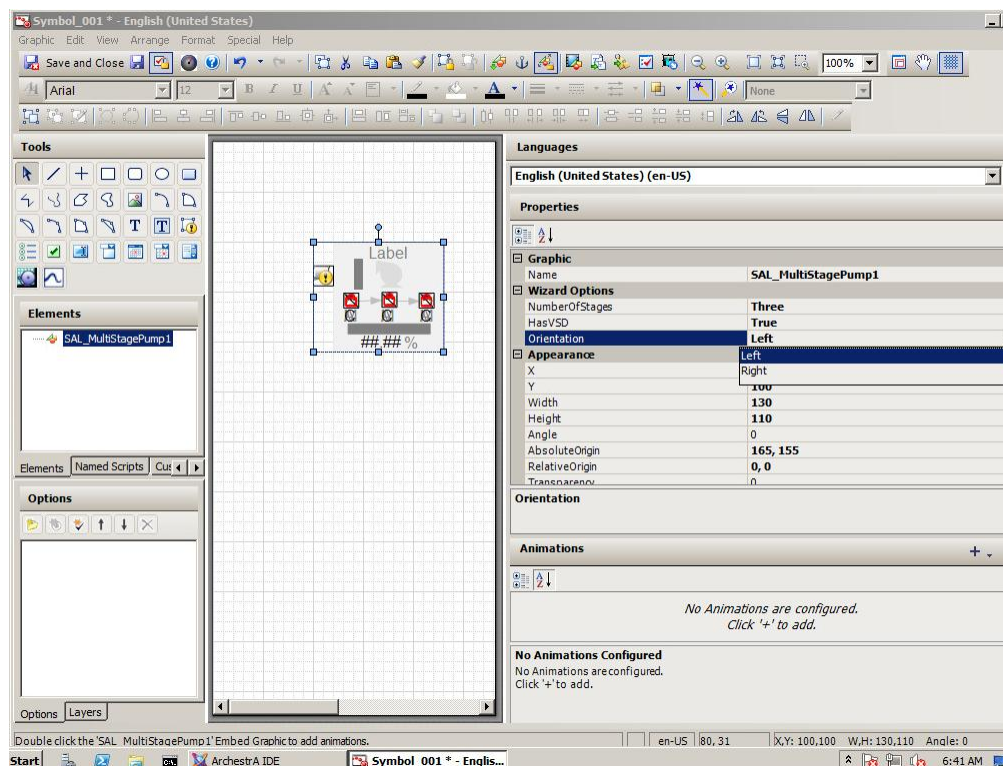 Symbol_001 * - English (United States)
Graphic Edit View Arrange Format Special Help
Save and Close
100%
Arial
12
B I U
A
None
Tools
Languages
English (United States) (en-US)
Properties
Graphic
Name SAL_MultiStagePump1
Wizard Options
NumberOfStages Three
HasVSD True
Orientation Left
Left
Right
Appearance
X
Y 100
Width 130
Height 110
Angle 0
AbsoluteOrigin 165, 155
RelativeOrigin 0, 0
Transparency 0
Orientation
Label
##.## %
Elements
SAL_MultiStagePump1
Elements Named Scripts Cus
Options
Options Layers
Animations
No Animations are configured.
Click '+' to add.
No Animations Configured
No Animations are configured.
Click '+' to add.
Double click the 'SAL_MultiStagePump1' Embed Graphic to add animations.
en-US 80, 31 X,Y: 100,100 W,H: 130,110 Angle: 0
Start ArchestrA IDE Symbol_001 * - Englis... 6:41 AM